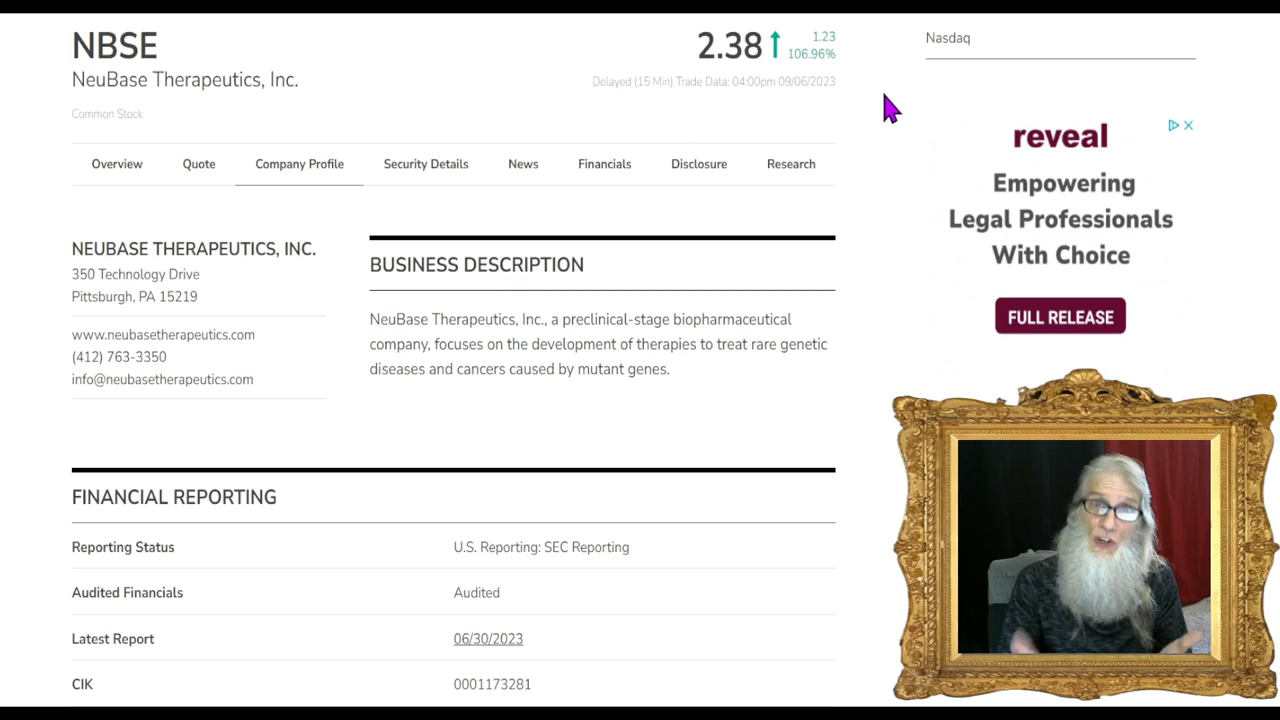 NBSE
2.38
1.23
106.96%
NeuBase Therapeutics, Inc.
Delayed (15 Min) Trade Data: 04:00pm 09/06/2023
Common Stock
Overview Quote Company Profile Security Details News Financials Disclosure Research
NEUBASE THERAPEUTICS, INC.
350 Technology Drive
Pittsburgh, PA 15219
www.neubasetherapeutics.com
(412) 763-3350
info@neubasetherapeutics.com
BUSINESS DESCRIPTION
NeuBase Therapeutics, Inc., a preclinical-stage biopharmaceutical
company, focuses on the development of therapies to treat rare genetic
diseases and cancers caused by mutant genes.
FINANCIAL REPORTING
Reporting Status U.S. Reporting: SEC Reporting
Audited Financials Audited
Latest Report 06/30/2023
CIK 0001173281
Nasdaq
reveal
Empowering
Legal Professionals
With Choice
FULL RELEASE